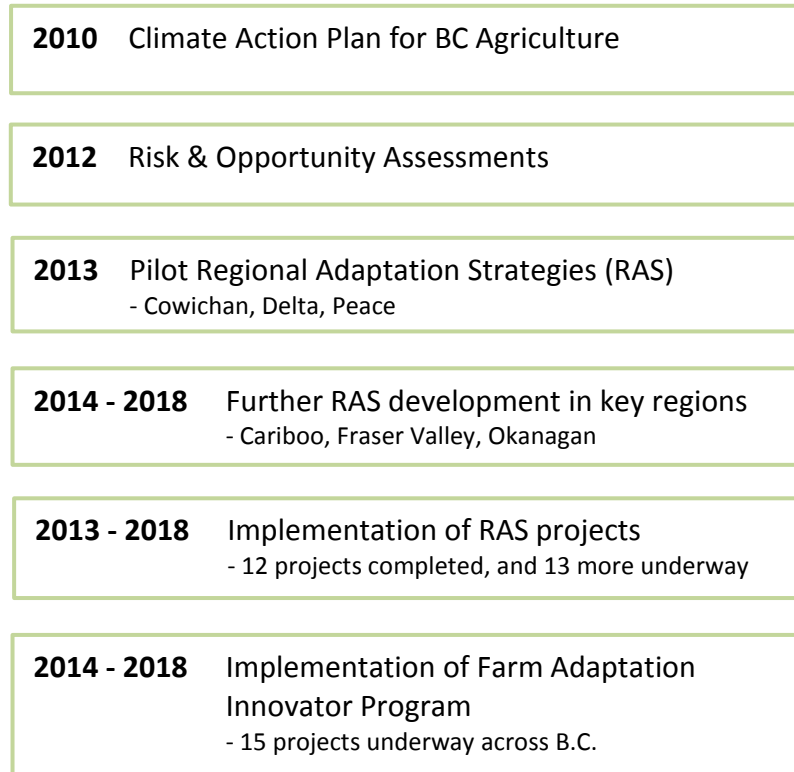 2010 Climate Action Plan for BC Agriculture
2012 Risk & Opportunity Assessments
2013 Pilot Regional Adaptation Strategies (RAS)
- Cowichan, Delta, Peace
2014 - 2018 Further RAS development in key regions
- Cariboo, Fraser Valley, Okanagan
2013 - 2018 Implementation of RAS projects
- 12 projects completed, and 13 more underway
2014 - 2018 Implementation of Farm Adaptation
Innovator Program
- 15 projects underway across B.C.